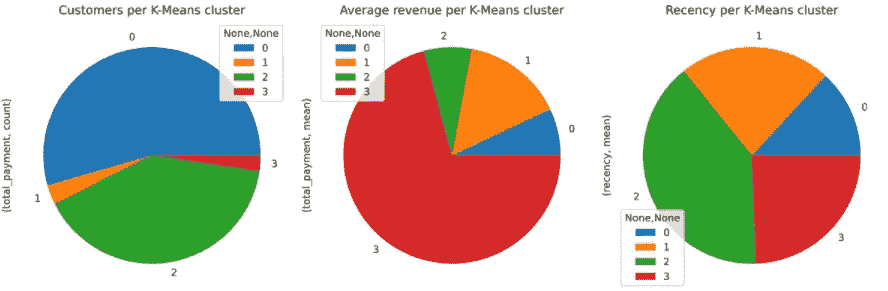 Customers per K-Means cluster
0
None,None
0
1
2
3
(total_payment, count)
1
2
3
Average revenue per K-Means cluster
None,None
0
1
2
3
2
1
0
(total_payment, mean)
3
Recency per K-Means cluster
1
0
(recency, mean)
2
3
None,None
0
1
2
3